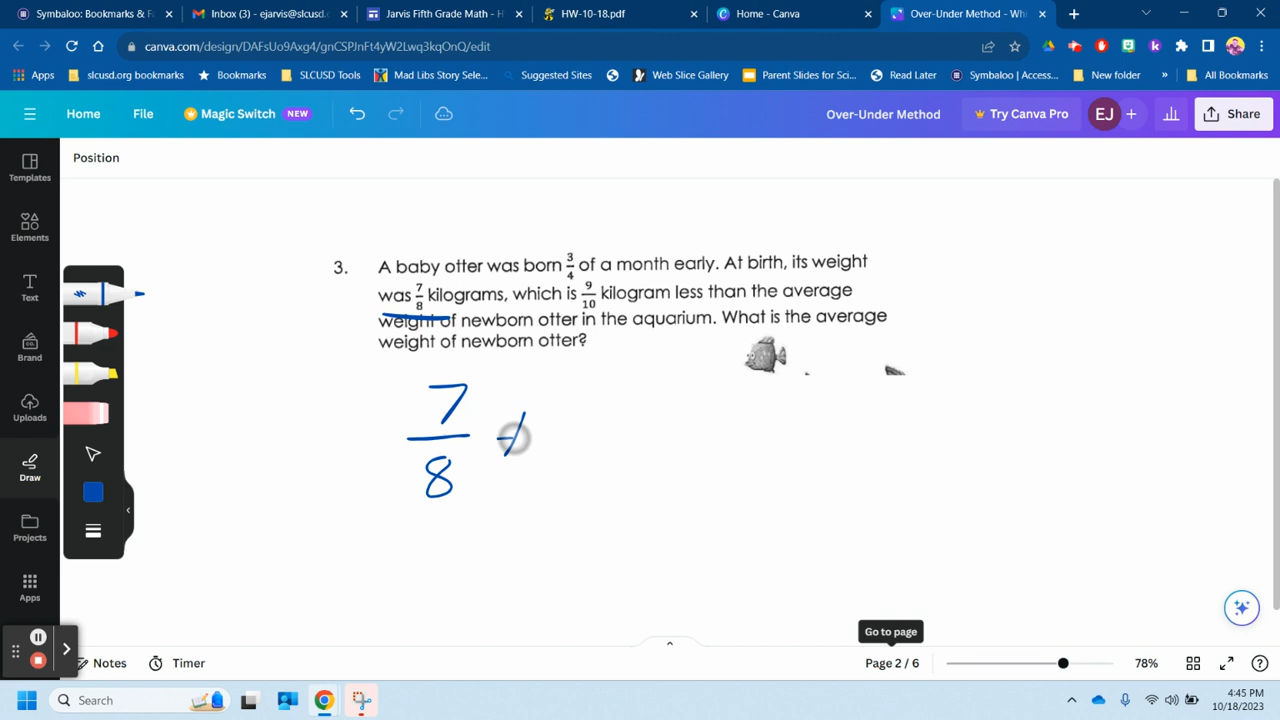 Symbaloo: Bookmarks & Fa
Inbox (3) - ejarvis@slcusd.c
Jarvis Fifth Grade Math - H
HW-10-18.pdf
Home - Canva
Over-Under Method - Whi
canva.com/design/DAFsUo9Axg4/gnCSPJnFt4yW2Lwq3kqOnQ/edit
Apps
slcusd.org bookmarks
Bookmarks
SLCUSD Tools
Mad Libs Story Sele...
Suggested Sites
Web Slice Gallery
Parent Slides for Sci...
Read Later
Symbaloo | Access...
New folder
»
All Bookmarks
Home
File
Magic Switch NEW
Over-Under Method
EJ
+
Try Canva Pro
Share
Templates
Elements
Text
Brand
Uploads
Draw
Projects
Apps
Position
3. A baby otter was born 3/4 of a month early. At birth, its weight
was 7/8 kilograms, which is 9/10 kilogram less than the average
weight of newborn otter in the aquarium. What is the average
weight of newborn otter?
7/8 +
Go to page
Notes
Timer
Page 2 / 6
78%
Search
4:45 PM
10/18/2023